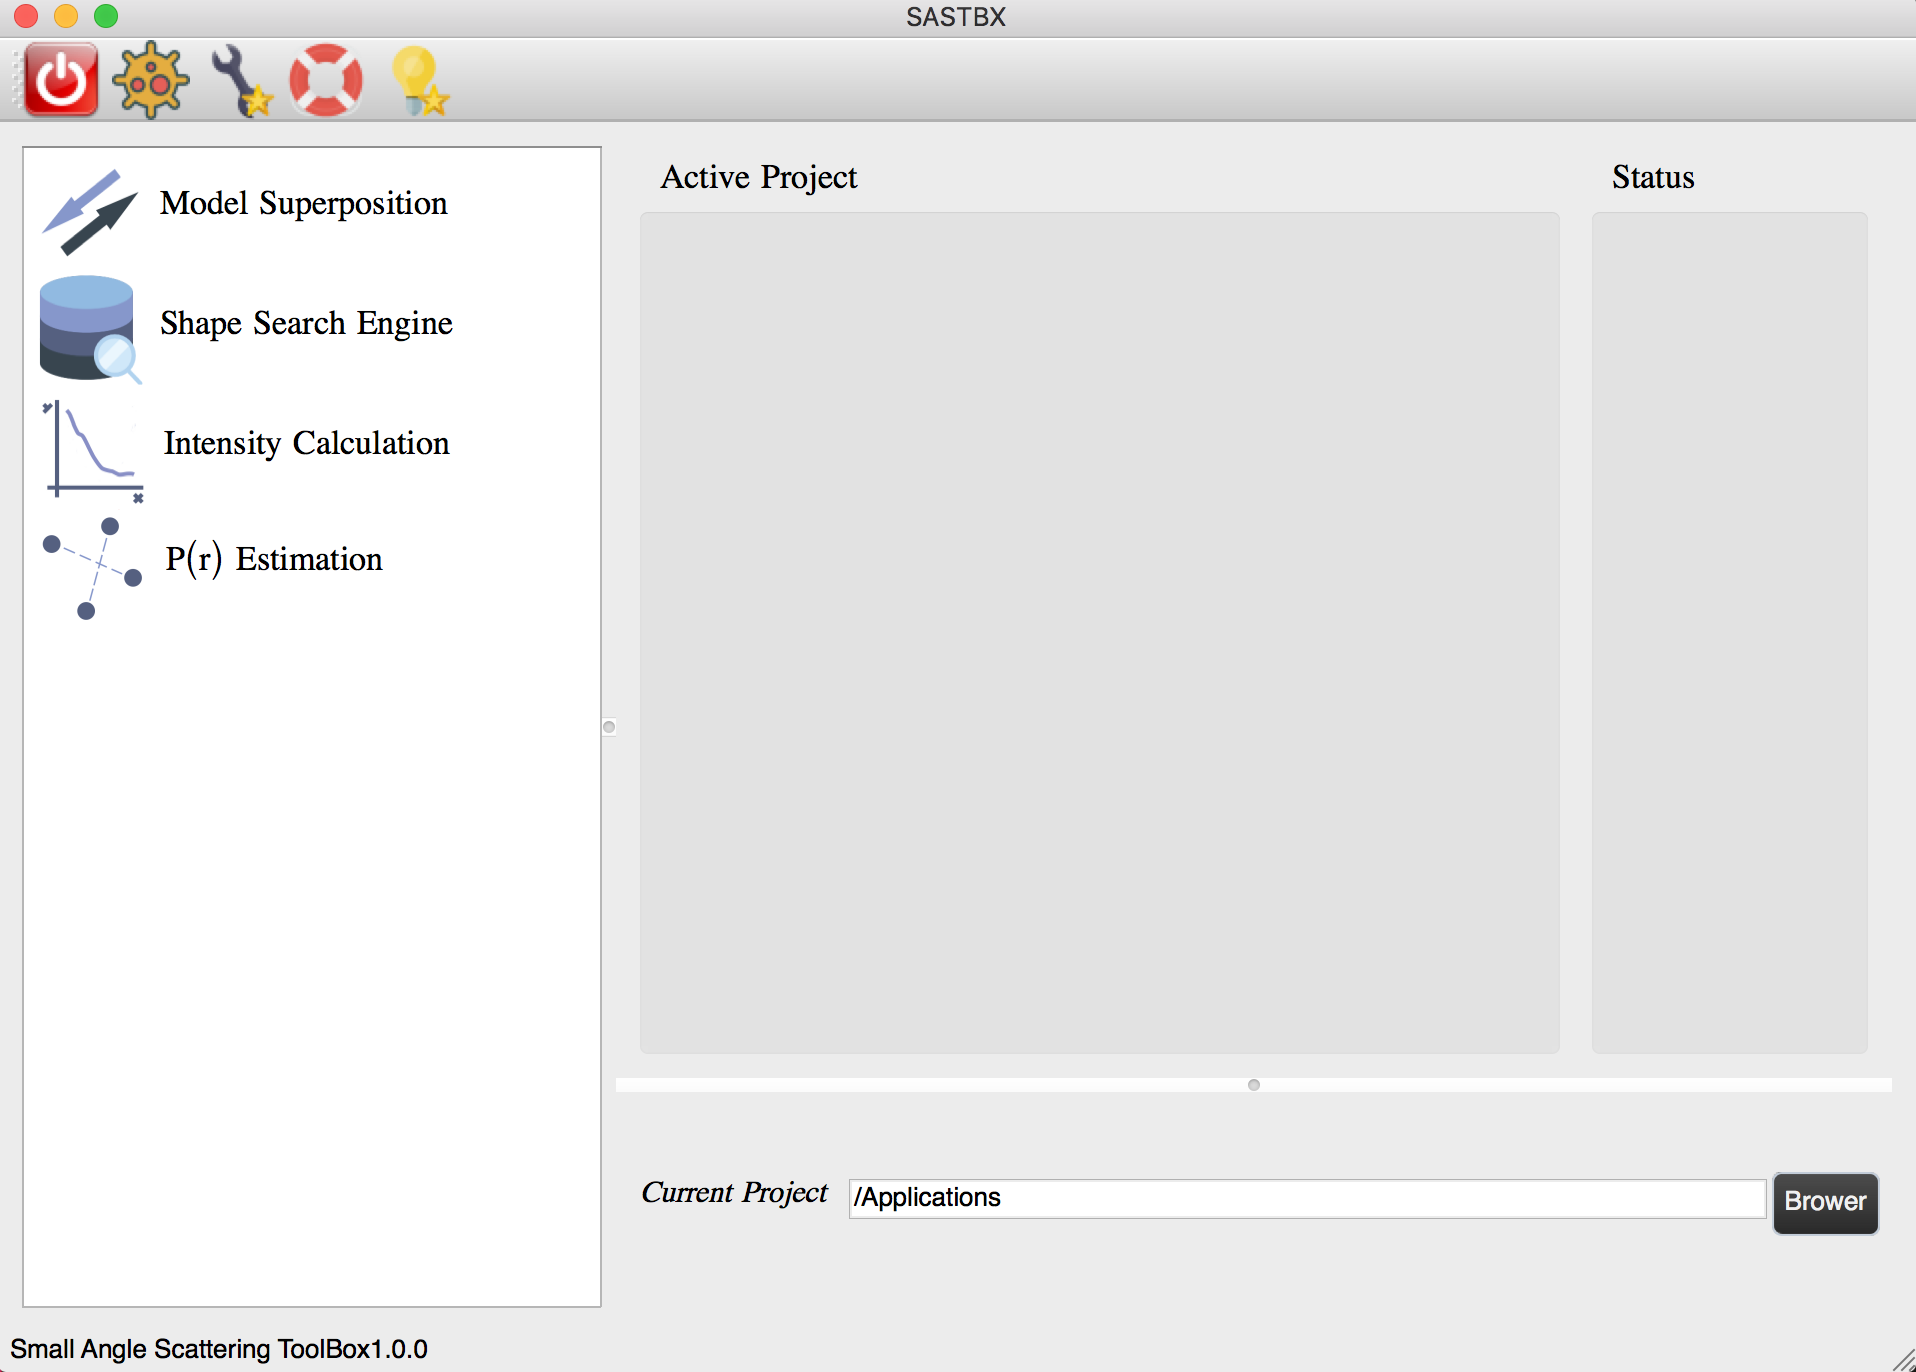 SASTBX
Model Superposition
Shape Search Engine
Intensity Calculation
P(r) Estimation
Active Project
Status
Current Project
/Applications
Brower
Small Angle Scattering ToolBox1.0.0